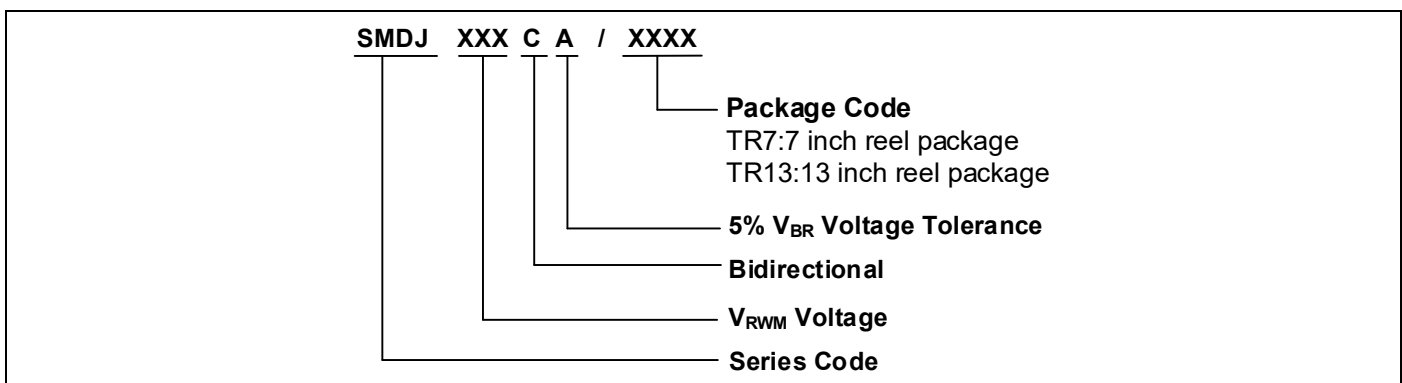 SMDJ XXX C A / XXXX
Package Code
TR7:7 inch reel package
TR13:13 inch reel package
5% VBR Voltage Tolerance
Bidirectional
VRWM Voltage
Series Code